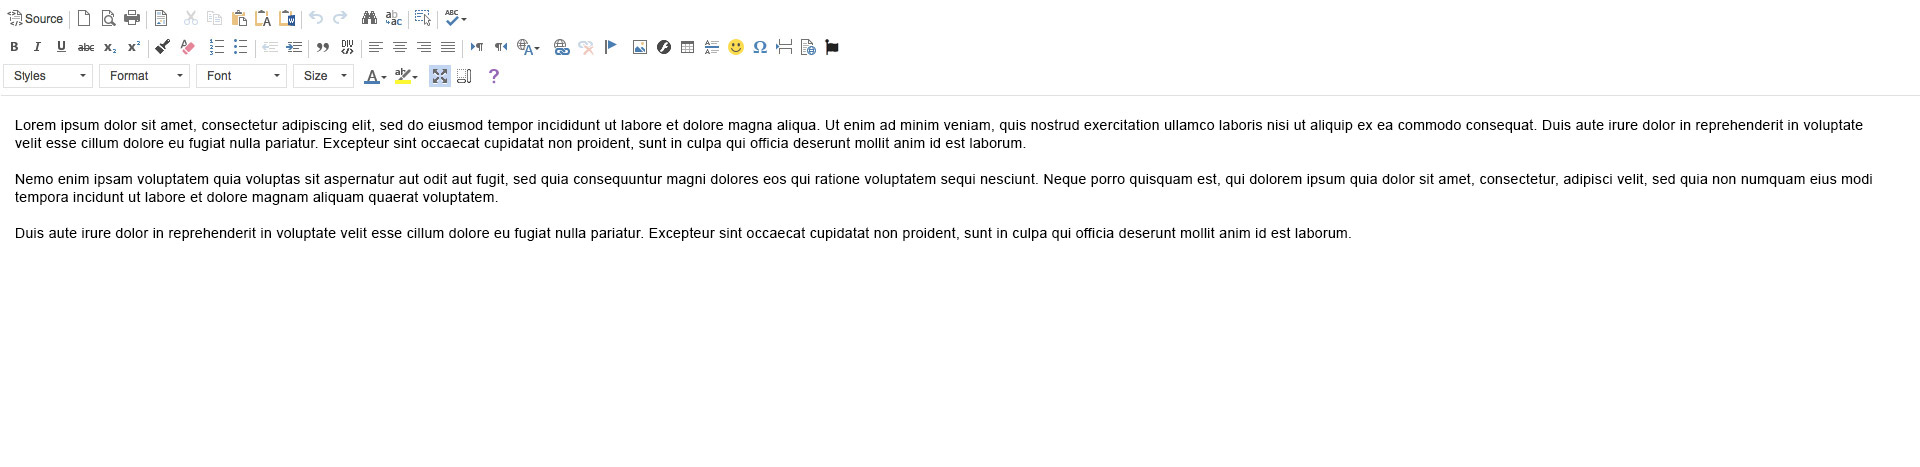 Source
ABC
B I U abc x₂ x² DIV
Styles Format Font Size A ab ?
Lorem ipsum dolor sit amet, consectetur adipiscing elit, sed do eiusmod tempor incididunt ut labore et dolore magna aliqua. Ut enim ad minim veniam, quis nostrud exercitation ullamco laboris nisi ut aliquip ex ea commodo consequat. Duis aute irure dolor in reprehenderit in voluptate
velit esse cillum dolore eu fugiat nulla pariatur. Excepteur sint occaecat cupidatat non proident, sunt in culpa qui officia deserunt mollit anim id est laborum.
Nemo enim ipsam voluptatem quia voluptas sit aspernatur aut odit aut fugit, sed quia consequuntur magni dolores eos qui ratione voluptatem sequi nesciunt. Neque porro quisquam est, qui dolorem ipsum quia dolor sit amet, consectetur, adipisci velit, sed quia non numquam eius modi
tempora incidunt ut labore et dolore magnam aliquam quaerat voluptatem.
Duis aute irure dolor in reprehenderit in voluptate velit esse cillum dolore eu fugiat nulla pariatur. Excepteur sint occaecat cupidatat non proident, sunt in culpa qui officia deserunt mollit anim id est laborum.